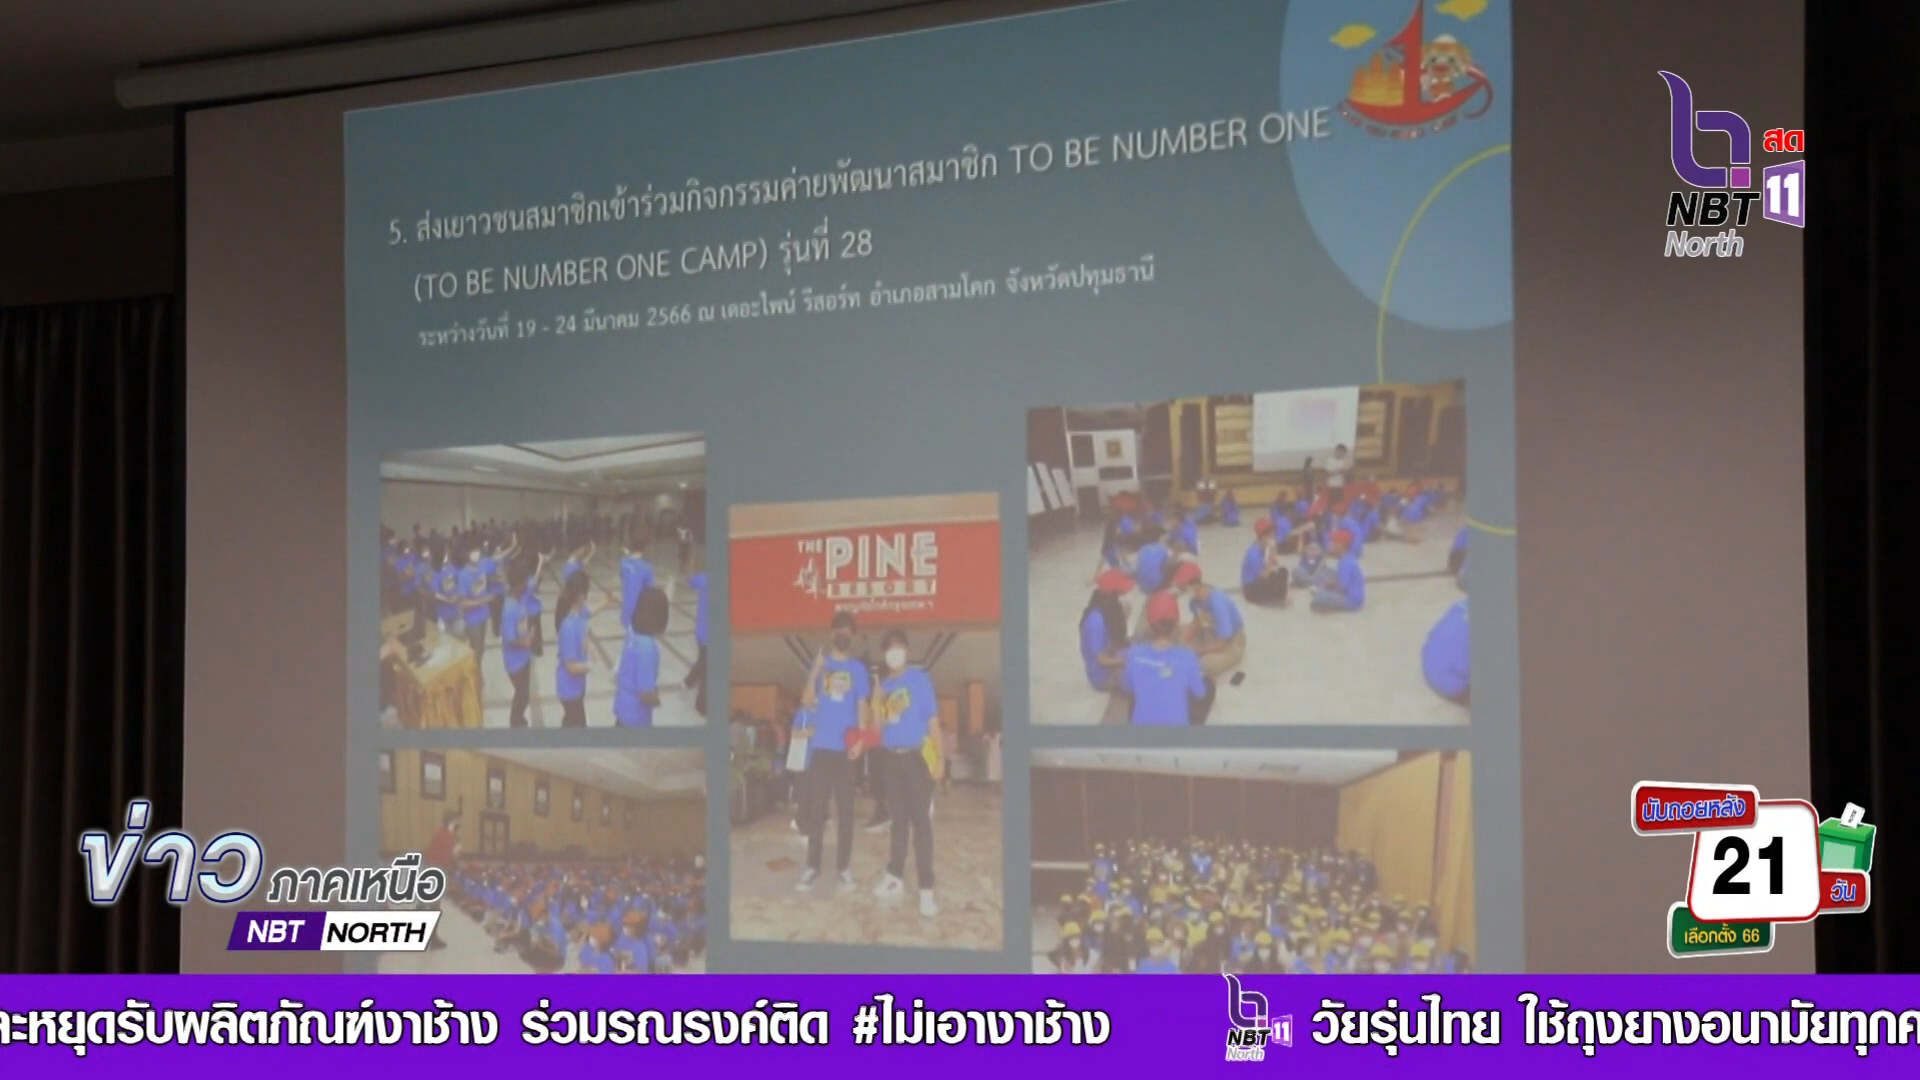 5. ส่งเยาวชนสมาชิกเข้าร่วมกิจกรรมค่ายพัฒนาสมาชิก TO BE NUMBER ONE
(TO BE NUMBER ONE CAMP) รุ่นที่ 28
ระหว่างวันที่ 19 - 24 มีนาคม 2566 ณ เดอะไพน์ รีสอร์ท อำเภอสามโคก จังหวัดปทุมธานี
สด
NBT 11
North
THE PINE
RESORT
นับถอยหลัง
21
วัน
เลือกตั้ง 66
ข่าว ภาคเหนือ
NBT NORTH
ละหยุดรับผลิตภัณฑ์งาช้าง ร่วมรณรงค์ติด #ไม่เอางาช้าง
NBT 11
North
วัยรุ่นไทย ใช้ถุงยางอนามัยทุกค